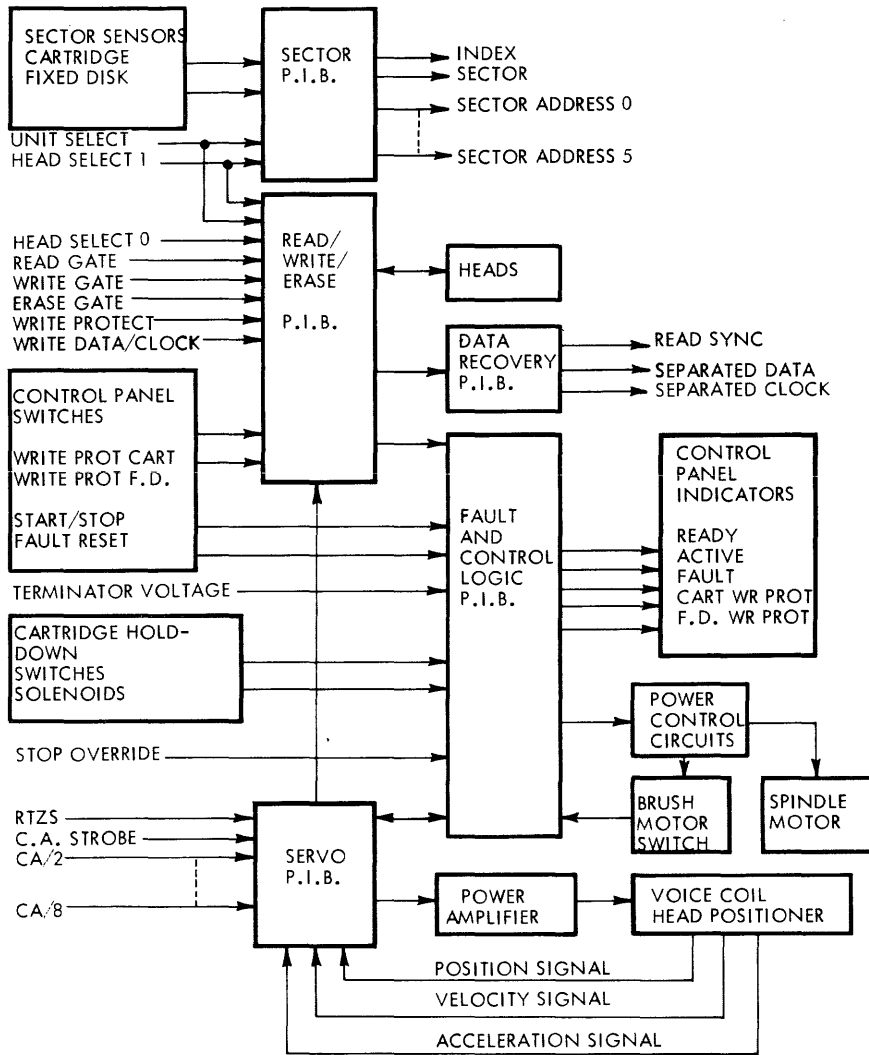 SECTOR SENSORS
CARTRIDGE
FIXED DISK
SECTOR
P.I.B.
INDEX
SECTOR
SECTOR ADDRESS 0
SECTOR ADDRESS 5
UNIT SELECT
HEAD SELECT 1
HEAD SELECT 0
READ GATE
WRITE GATE
ERASE GATE
WRITE PROTECT
WRITE DATA/CLOCK
READ/
WRITE/
ERASE
P.I.B.
HEADS
DATA
RECOVERY
P.I.B.
READ SYNC
SEPARATED DATA
SEPARATED CLOCK
CONTROL PANEL
SWITCHES
WRITE PROT CART
WRITE PROT F.D.
START/STOP
FAULT RESET
FAULT
AND
CONTROL
LOGIC
P.I.B.
CONTROL
PANEL
INDICATORS
READY
ACTIVE
FAULT
CART WR PROT
F.D. WR PROT
TERMINATOR VOLTAGE
CARTRIDGE HOLD-
DOWN
SWITCHES
SOLENOIDS
STOP OVERRIDE
POWER
CONTROL
CIRCUITS
BRUSH
MOTOR
SWITCH
SPINDLE
MOTOR
RTZS
C.A. STROBE
CA/2
CA/8
SERVO
P.I.B.
POWER
AMPLIFIER
VOICE COIL
HEAD POSITIONER
POSITION SIGNAL
VELOCITY SIGNAL
ACCELERATION SIGNAL